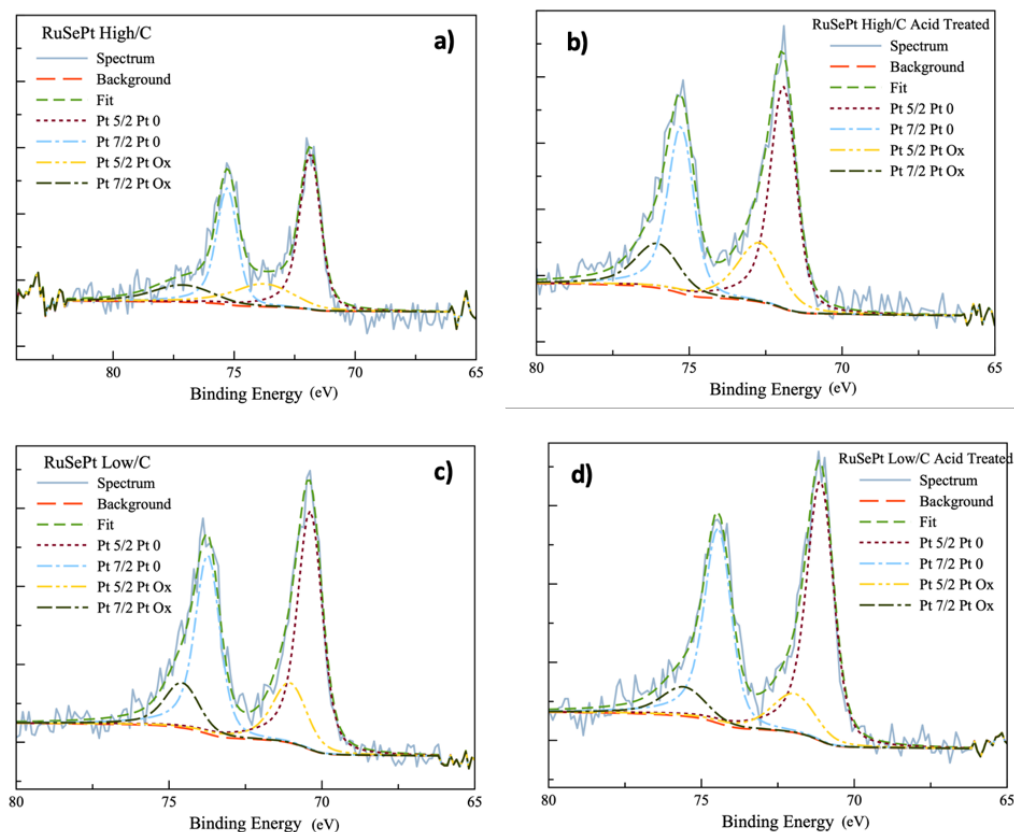 RuSePt High/C
a)
Spectrum
Background
Fit
Pt 5/2 Pt 0
Pt 7/2 Pt 0
Pt 5/2 Pt Ox
Pt 7/2 Pt Ox
80 75 70 65
Binding Energy (eV)
b)
RuSePt High/C Acid Treated
Spectrum
Background
Fit
Pt 5/2 Pt 0
Pt 7/2 Pt 0
Pt 5/2 Pt Ox
Pt 7/2 Pt Ox
80 75 70 65
Binding Energy (eV)
RuSePt Low/C
c)
Spectrum
Background
Fit
Pt 5/2 Pt 0
Pt 7/2 Pt 0
Pt 5/2 Pt Ox
Pt 7/2 Pt Ox
80 75 70 65
Binding Energy (eV)
d)
RuSePt Low/C Acid Treated
Spectrum
Background
Fit
Pt 5/2 Pt 0
Pt 7/2 Pt 0
Pt 5/2 Pt Ox
Pt 7/2 Pt Ox
80 75 70 65
Binding Energy (eV)